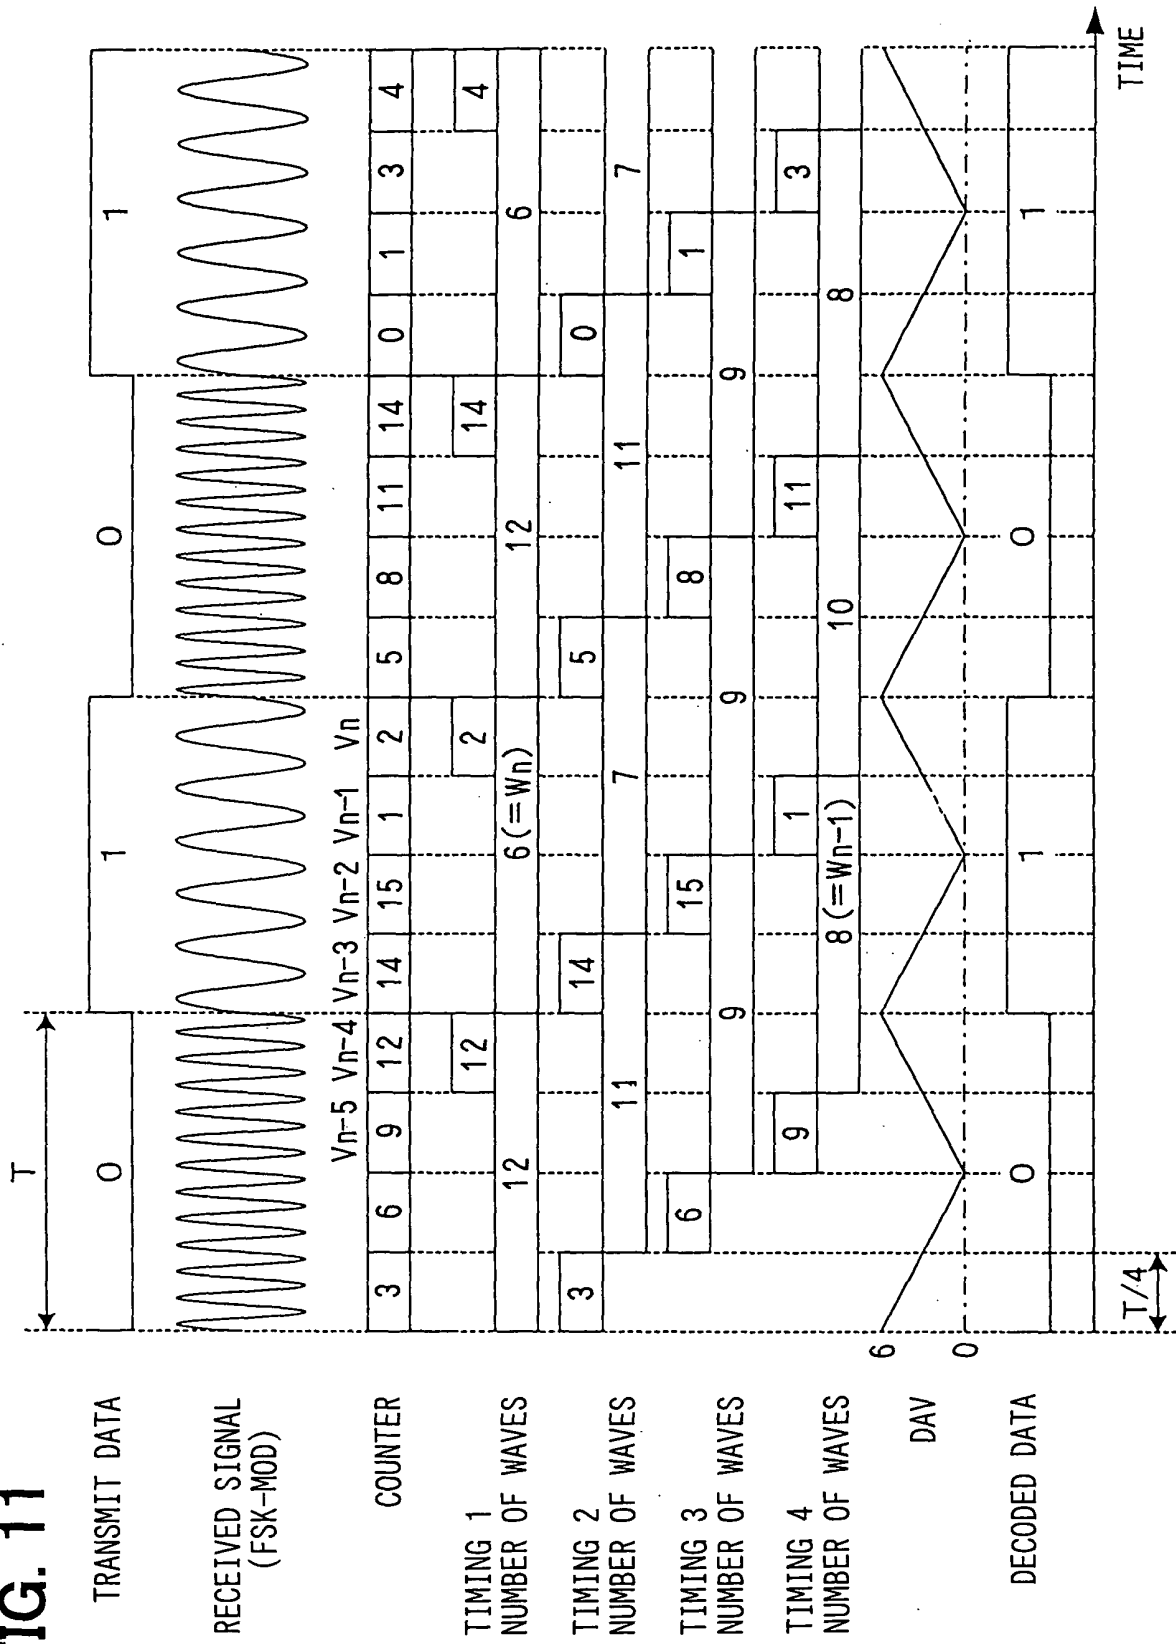 FIG. 11
T
TRANSMIT DATA 0 1 0 1
RECEIVED SIGNAL
(FSK-MOD)
Vn-5 Vn-4 Vn-3 Vn-2 Vn-1 Vn
COUNTER 3 6 9 12 14 15 1 2 5 8 11 14 0 1 3 4
TIMING 1 12 2 14 4
NUMBER OF WAVES 12 6(=Wn) 12 6
TIMING 2 3 14 5 0
NUMBER OF WAVES 11 7 11 7
TIMING 3 6 15 8 1
NUMBER OF WAVES 9 9 9
TIMING 4 9 1 11 3
NUMBER OF WAVES 8(=Wn-1) 10 8
6
DAV
0
DECODED DATA 0 1 0 1
T/4
TIME